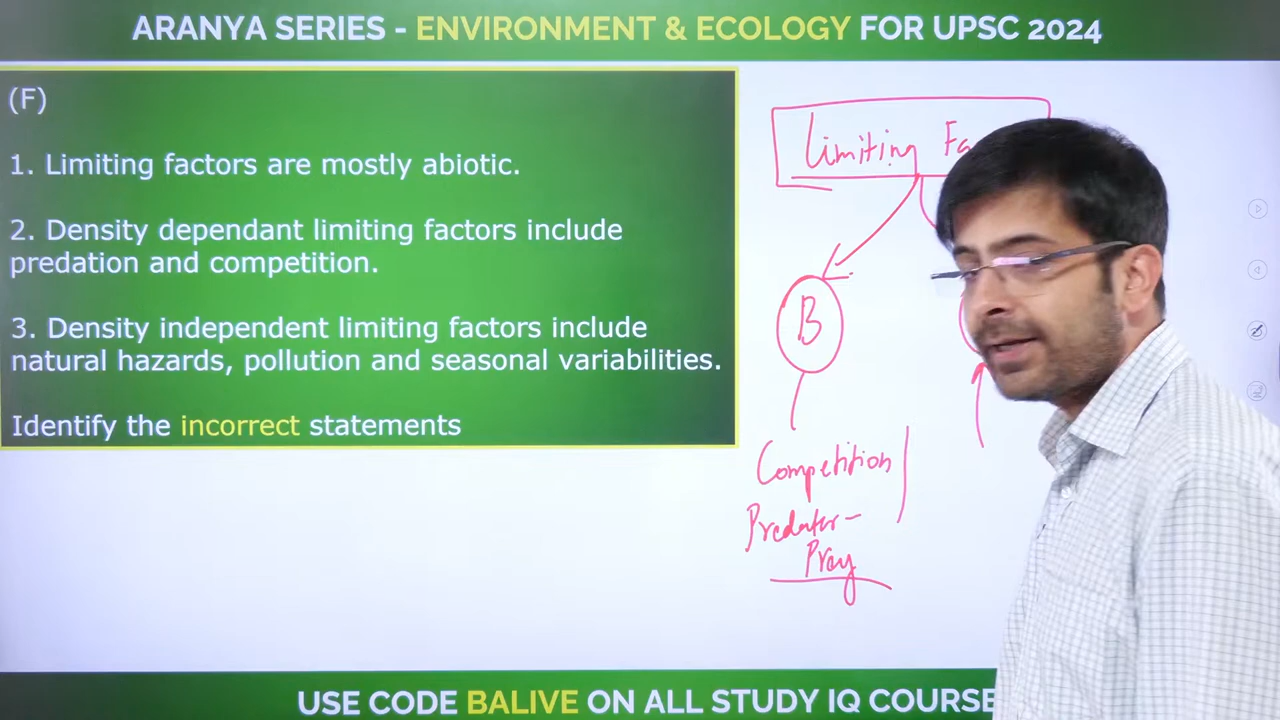 ARANYA SERIES - ENVIRONMENT & ECOLOGY FOR UPSC 2024
(F)
1. Limiting factors are mostly abiotic.
2. Density dependant limiting factors include
predation and competition.
3. Density independent limiting factors include
natural hazards, pollution and seasonal variabilities.
Identify the incorrect statements
Limiting Fa
B
Competition
Predator-
Pray
USE CODE BALIVE ON ALL STUDY IQ COURSE